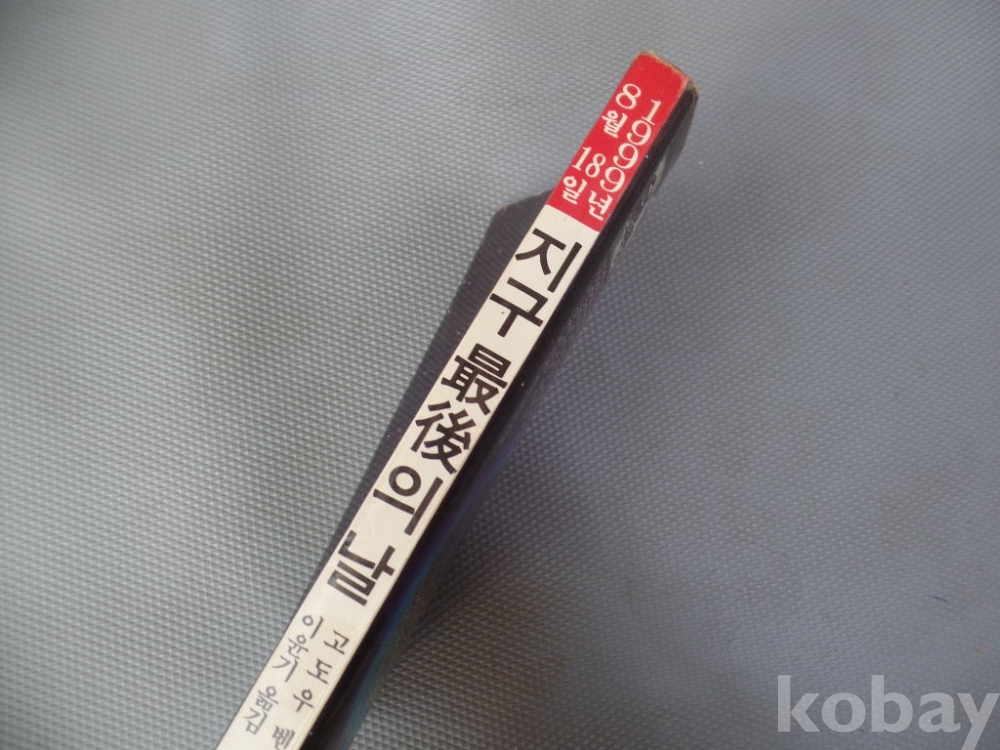 1999년
8월 18일
지구 最後의 날
고도우 벤
이윤기 옮김
kobay